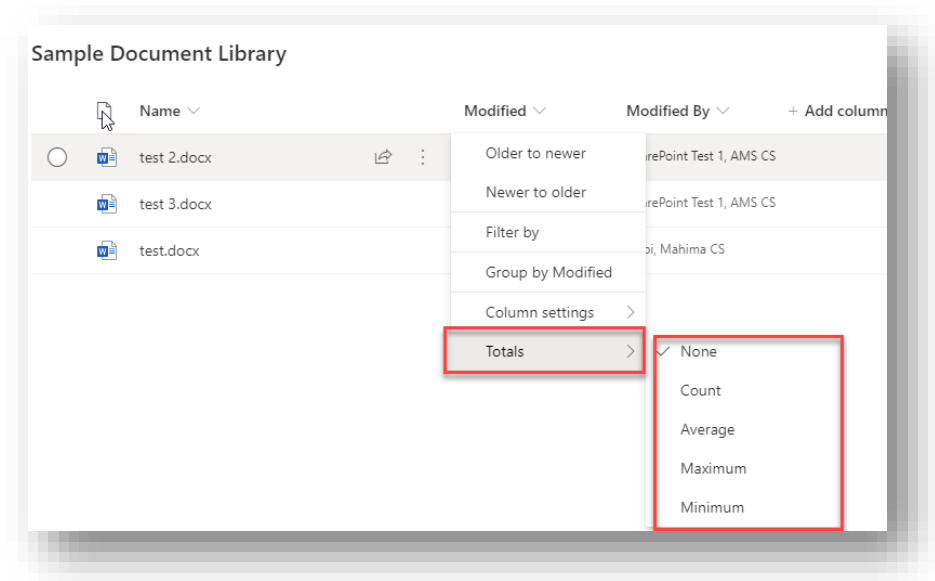 Sample Document Library
Name Modified Modified By + Add column
test 2.docx Older to newer Test 1, AMS CS
Newer to older
test 3.docx Test 1, AMS CS
Filter by
test.docx Mahima CS
Group by Modified
Column settings
Totals None
Count
Average
Maximum
Minimum